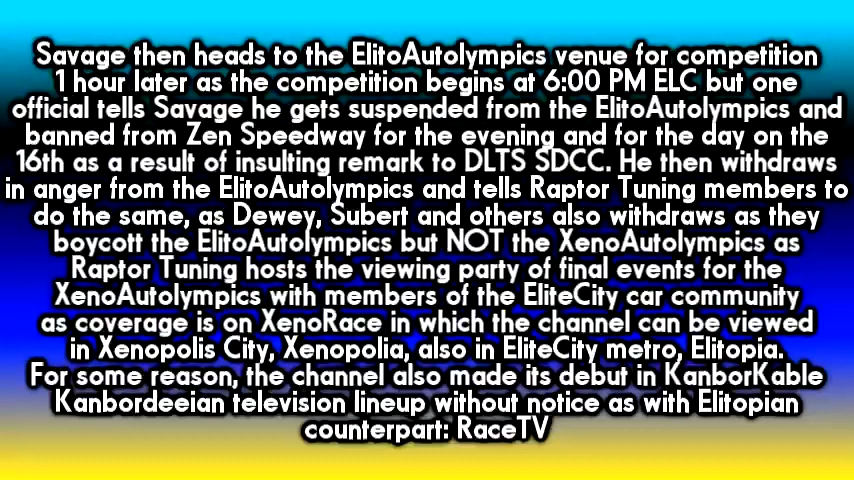 Savage then heads to the ElitoAutolympics venue for competition
1 hour later as the competition begins at 6:00 PM ELC but one
official tells Savage he gets suspended from the ElitoAutolympics and
banned from Zen Speedway for the evening and for the day on the
16th as a result of insulting remark to DLTS SDCC. He then withdraws
in anger from the ElitoAutolympics and tells Raptor Tuning members to
do the same, as Dewey, Subert and others also withdraws as they
boycott the ElitoAutolympics but NOT the XenoAutolympics as
Raptor Tuning hosts the viewing party of final events for the
XenoAutolympics with members of the EliteCity car community
as coverage is on XenoRace in which the channel can be viewed
in Xenopolis City, Xenopolia, also in EliteCity metro, Elitopia.
For some reason, the channel also made its debut in KanborKable
Kanbordeeian television lineup without notice as with Elitopian
counterpart: RaceTV